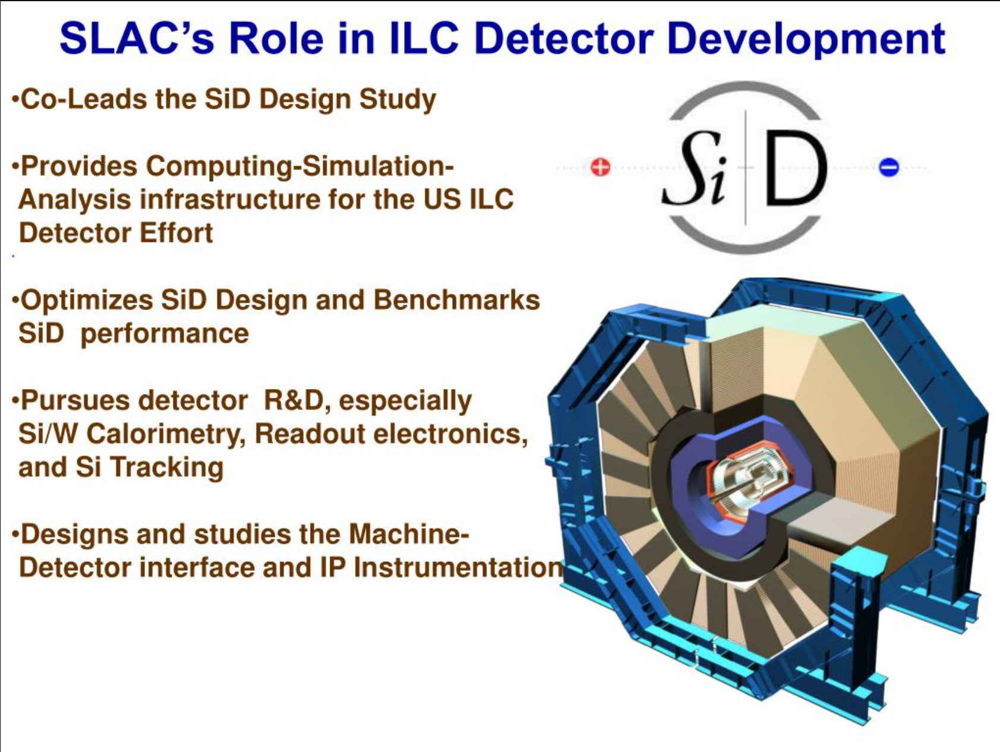 SLAC’s Role in ILC Detector Development
•Co-Leads the SiD Design Study
•Provides Computing-Simulation-
Analysis infrastructure for the US ILC
Detector Effort
•Optimizes SiD Design and Benchmarks
SiD performance
•Pursues detector R&D, especially
Si/W Calorimetry, Readout electronics,
and Si Tracking
•Designs and studies the Machine-
Detector interface and IP Instrumentation
+ Si D −